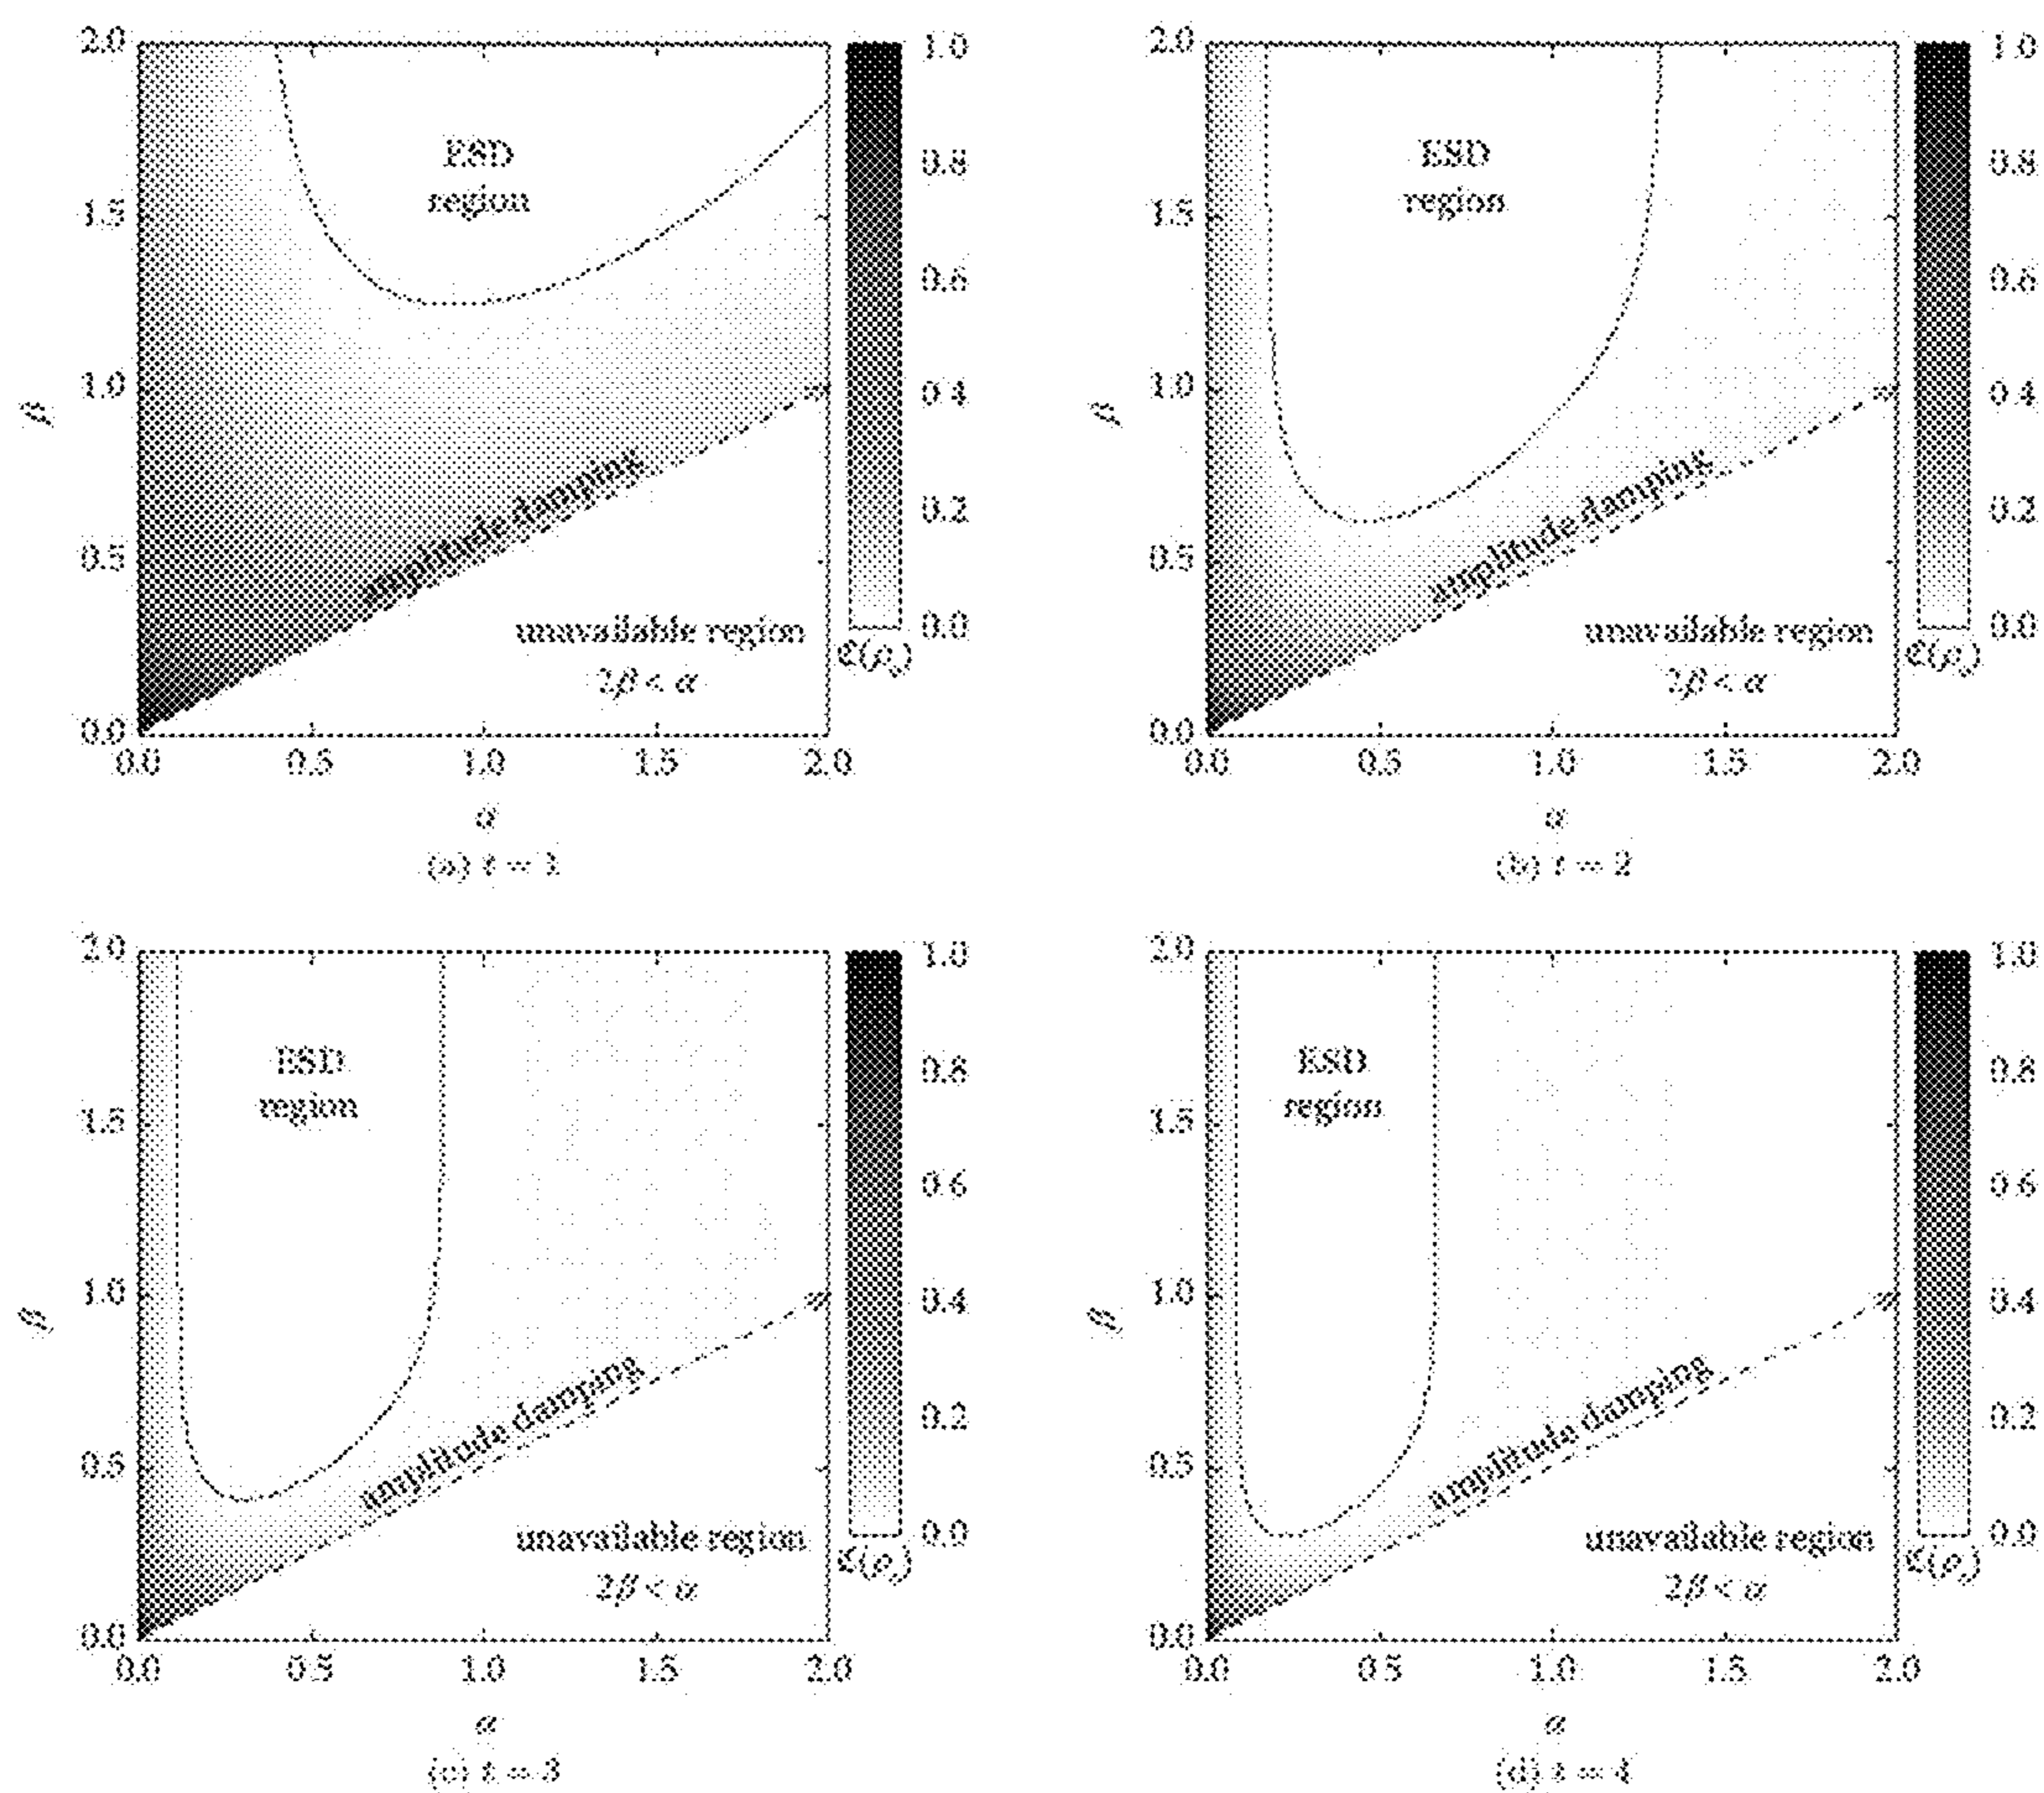 2.0
1.5
1.0
0.5
0.0
β
ESD
region
amplitude damping
unavailable region
2β < α
0.0 0.5 1.0 1.5 2.0
α
1.0
0.8
0.6
0.4
0.2
0.0
(a) t = 1
2.0
1.5
1.0
0.5
0.0
β
ESD
region
amplitude damping
unavailable region
2β < α
0.0 0.5 1.0 1.5 2.0
α
1.0
0.8
0.6
0.4
0.2
0.0
(b) t = 2
2.0
1.5
1.0
0.5
0.0
β
ESD
region
amplitude damping
unavailable region
2β < α
0.0 0.5 1.0 1.5 2.0
α
1.0
0.8
0.6
0.4
0.2
0.0
(c) t = 3
2.0
1.5
1.0
0.5
0.0
β
ESD
region
amplitude damping
unavailable region
2β < α
0.0 0.5 1.0 1.5 2.0
α
1.0
0.8
0.6
0.4
0.2
0.0
(d) t = 4